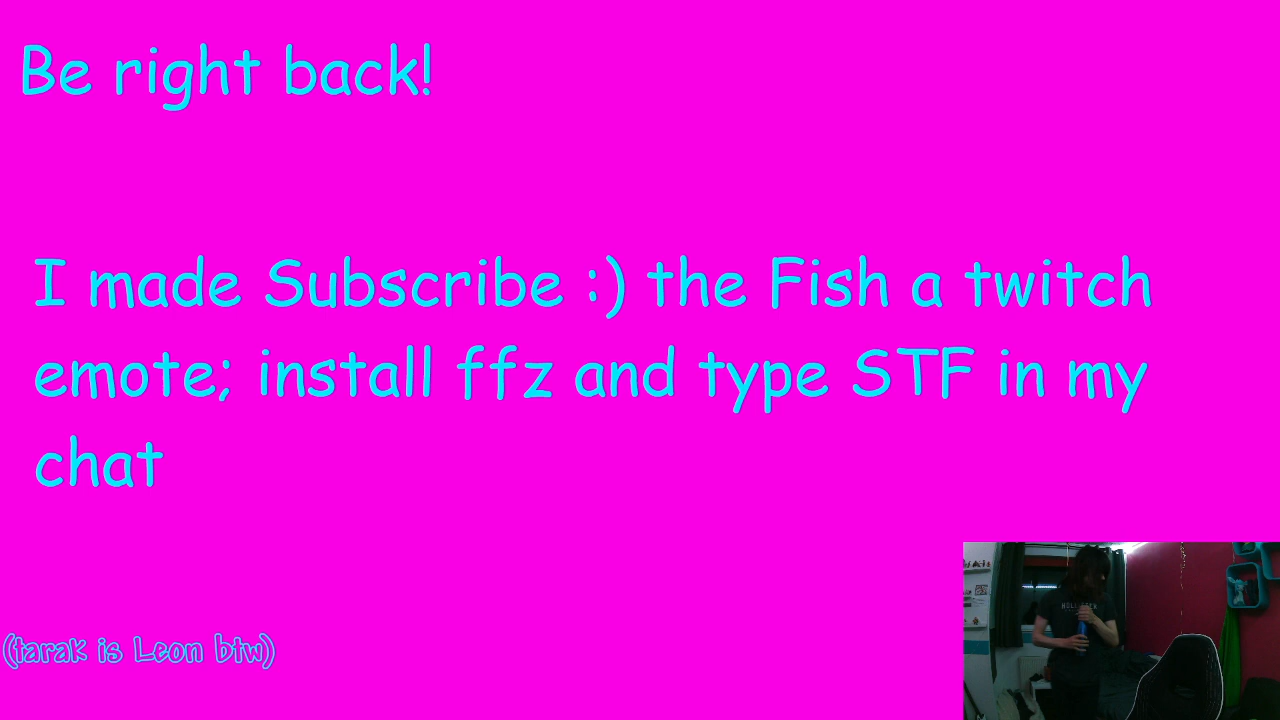 Be right back!
I made Subscribe :) the Fish a twitch
emote; install ffz and type STF in my
chat
(tarak is Leon btw)
HOLLISTER